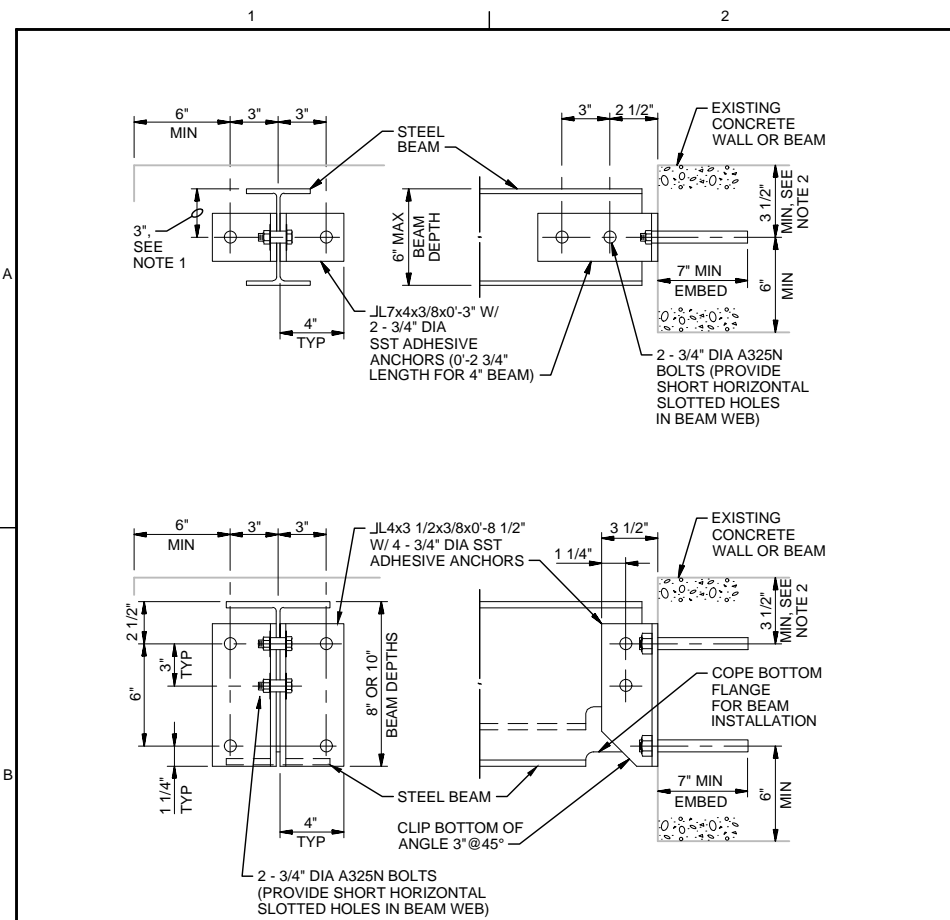 1
2
A
B
6"
MIN
3"
3"
STEEL
BEAM
3",
SEE
NOTE 1
4"
TYP
JL7x4x3/8x0'-3" W/
2 - 3/4" DIA
SST ADHESIVE
ANCHORS (0'-2 3/4"
LENGTH FOR 4" BEAM)
6" MAX
BEAM
DEPTH
3"
2 1/2"
EXISTING
CONCRETE
WALL OR BEAM
3 1/2"
MIN, SEE
NOTE 2
7" MIN
EMBED
6"
MIN
2 - 3/4" DIA A325N
BOLTS (PROVIDE
SHORT HORIZONTAL
SLOTTED HOLES
IN BEAM WEB)
6"
MIN
3"
3"
JL4x3 1/2x3/8x0'-8 1/2"
W/ 4 - 3/4" DIA SST
ADHESIVE ANCHORS
2 1/2"
3"
TYP
6"
1 1/4"
TYP
8" OR 10"
BEAM DEPTHS
4"
TYP
3 1/2"
1 1/4"
EXISTING
CONCRETE
WALL OR BEAM
3 1/2"
MIN, SEE
NOTE 2
COPE BOTTOM
FLANGE
FOR BEAM
INSTALLATION
7" MIN
EMBED
6"
MIN
STEEL BEAM
CLIP BOTTOM OF
ANGLE 3"@45°
2 - 3/4" DIA A325N BOLTS
(PROVIDE SHORT HORIZONTAL
SLOTTED HOLES IN BEAM WEB)